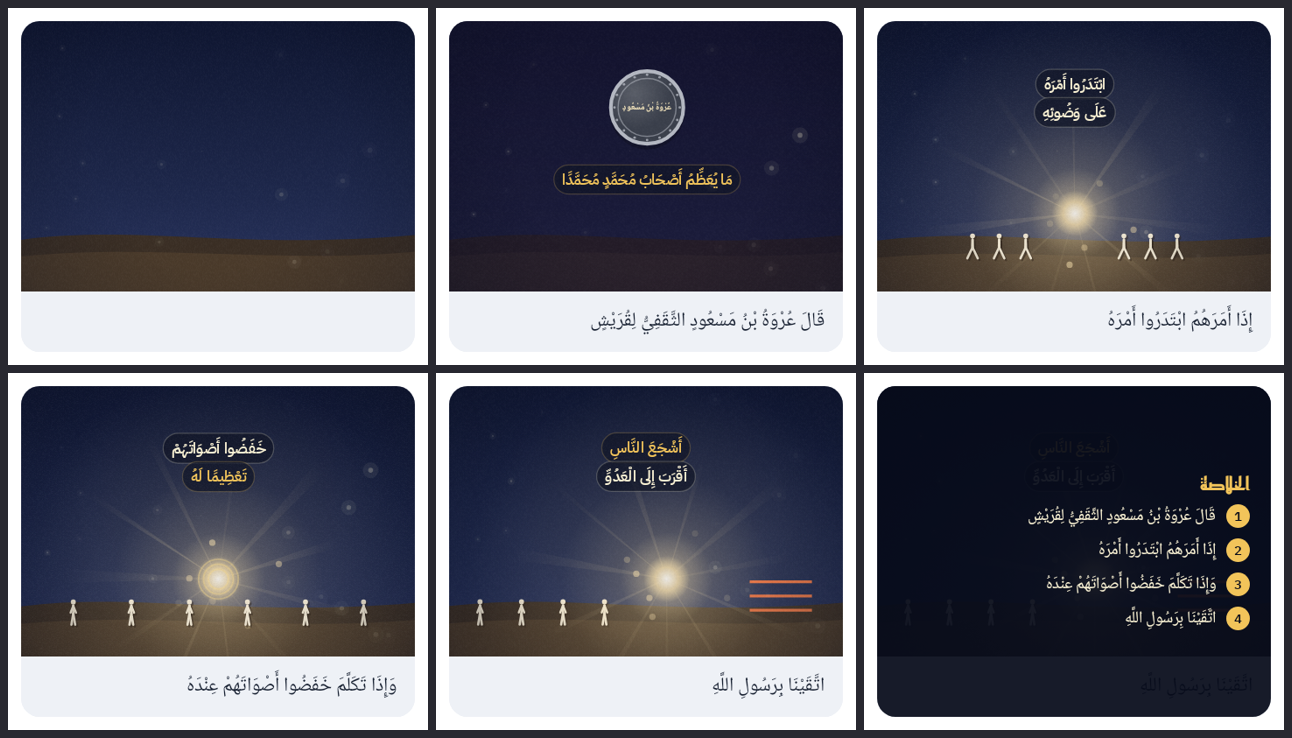 عُرْوَةُ بْنُ مَسْعُودٍ
مَا يُعَظِّمُ أَصْحَابُ مُحَمَّدٍ مُحَمَّدًا
قَالَ عُرْوَةُ بْنُ مَسْعُودٍ الثَّقَفِيُّ لِقُرَيْشٍ
ابْتَدَرُوا أَمْرَهُ
عَلَى وَضُوئِهِ
إِذَا أَمَرَهُمُ ابْتَدَرُوا أَمْرَهُ
خَفَضُوا أَصْوَاتَهُمْ
تَعْظِيمًا لَهُ
وَإِذَا تَكَلَّمَ خَفَضُوا أَصْوَاتَهُمْ عِنْدَهُ
أَشْجَعَ النَّاسِ
أَقْرَبَ إِلَى الْعَدُوِّ
اتَّقَيْنَا بِرَسُولِ اللَّهِ
أَشْجَعَ النَّاسِ
أَقْرَبَ إِلَى الْعَدُوِّ
الخلاصة
1 قَالَ عُرْوَةُ بْنُ مَسْعُودٍ الثَّقَفِيُّ لِقُرَيْشٍ
2 إِذَا أَمَرَهُمُ ابْتَدَرُوا أَمْرَهُ
3 وَإِذَا تَكَلَّمَ خَفَضُوا أَصْوَاتَهُمْ عِنْدَهُ
4 اتَّقَيْنَا بِرَسُولِ اللَّهِ
اتَّقَيْنَا بِرَسُولِ اللَّهِ